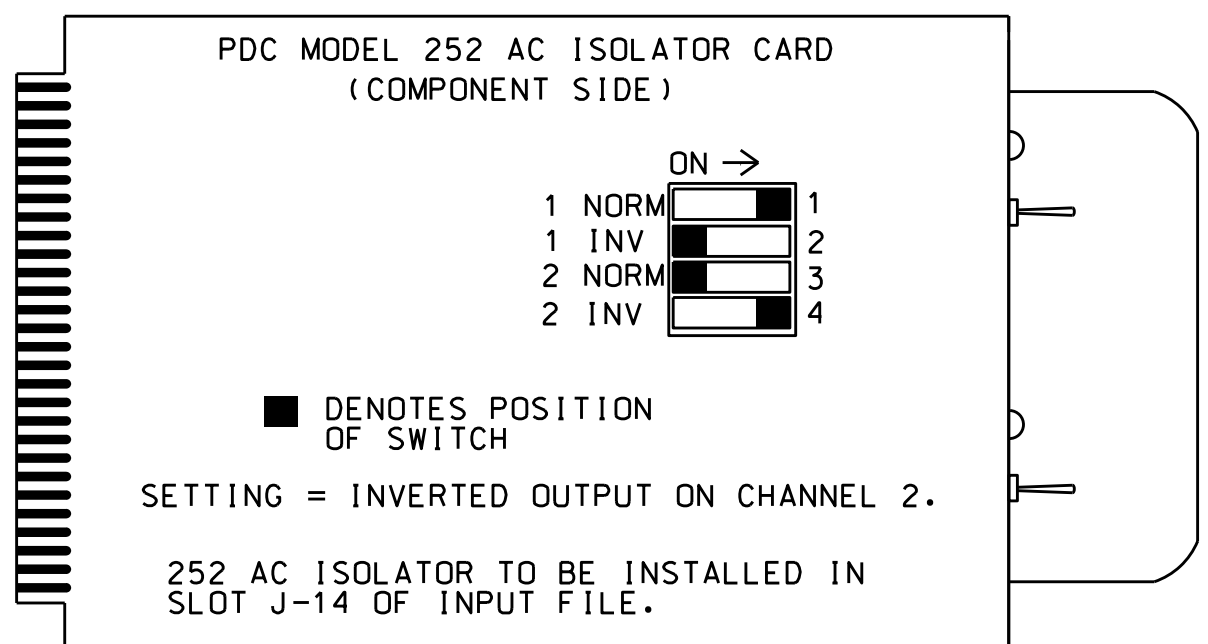 PDC MODEL 252 AC ISOLATOR CARD
(COMPONENT SIDE)
ON →
1 NORM 1
1 INV 2
2 NORM 3
2 INV 4
DENOTES POSITION
OF SWITCH
SETTING = INVERTED OUTPUT ON CHANNEL 2.
252 AC ISOLATOR TO BE INSTALLED IN
SLOT J-14 OF INPUT FILE.